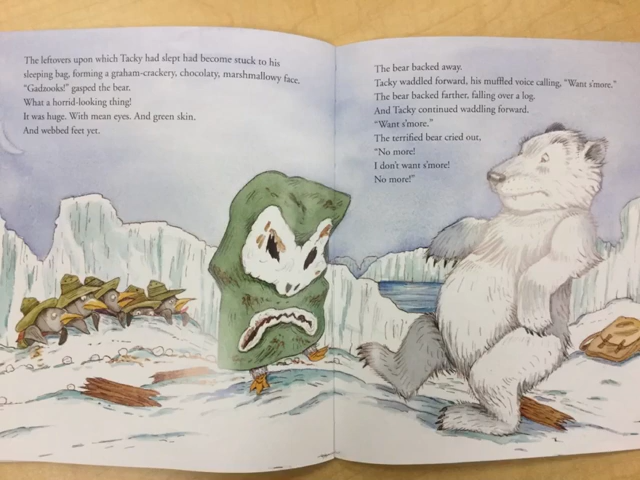 The leftovers upon which Tacky had slept had become stuck to his
sleeping bag, forming a graham-crackery, chocolaty, marshmallowy face.
"Gadzooks!" gasped the bear.
What a horrid-looking thing!
It was huge. With mean eyes. And green skin.
And webbed feet yet.
The bear backed away.
Tacky waddled forward, his muffled voice calling, "Want s'more."
The bear backed farther, falling over a log.
And Tacky continued waddling forward.
"Want s'more."
The terrified bear cried out,
"No more!
I don't want s'more!
No more!"